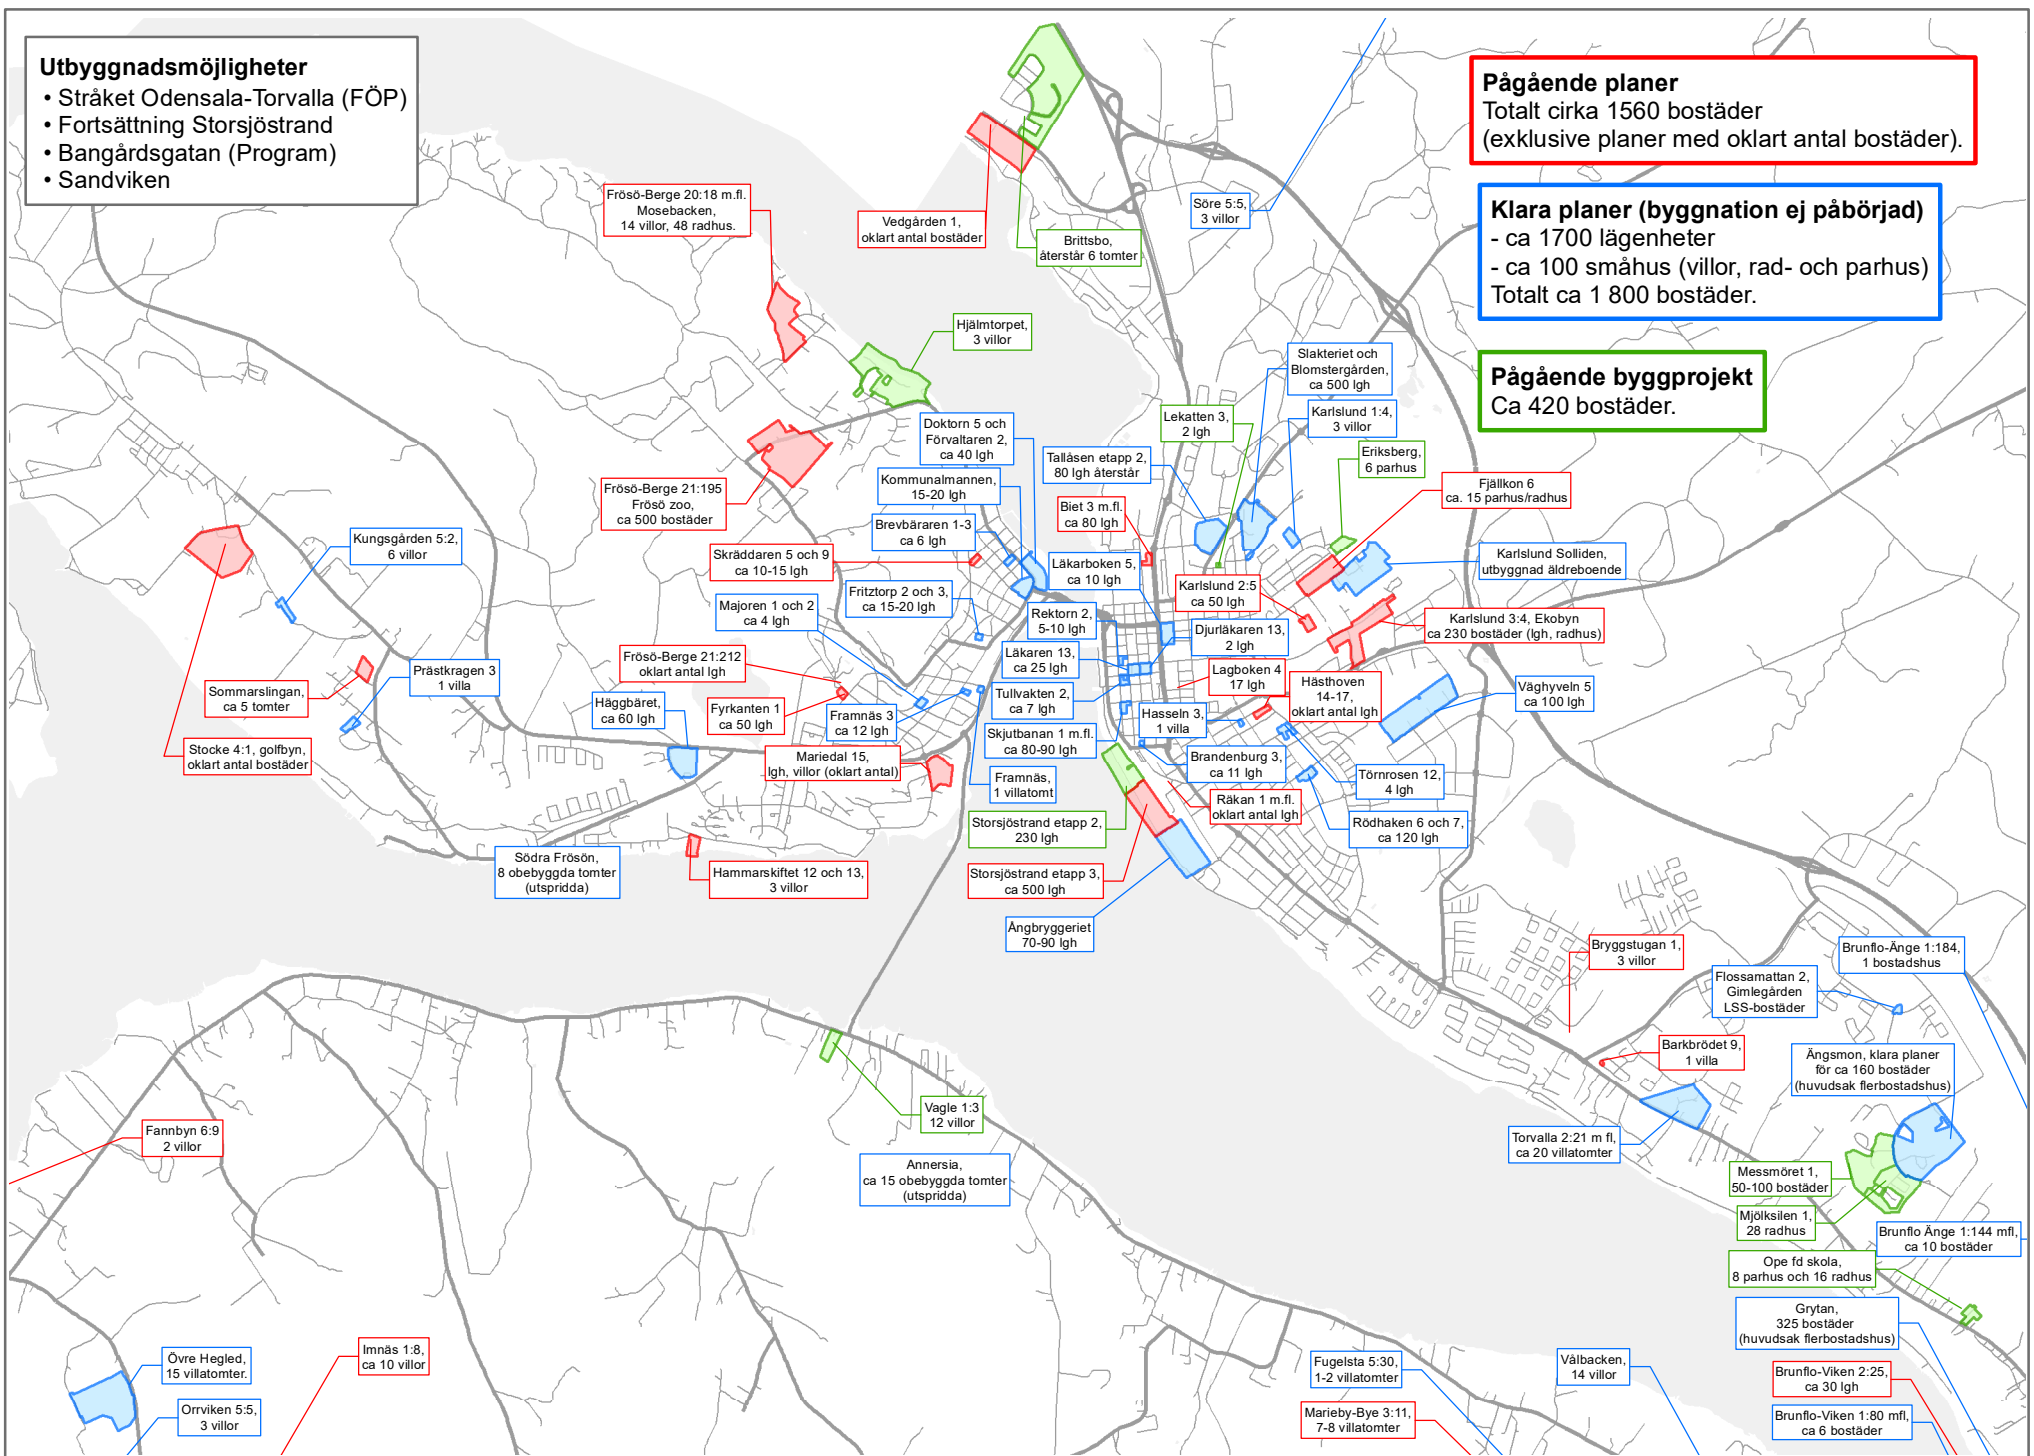 Utbyggnadsmöjligheter
• Stråket Odensala-Torvalla (FÖP)
• Fortsättning Storsjöstrand
• Bangårdsgatan (Program)
• Sandviken
Pågående planer
Totalt cirka 1560 bostäder
(exklusive planer med oklart antal bostäder).
Klara planer (byggnation ej påbörjad)
- ca 1700 lägenheter
- ca 100 småhus (villor, rad- och parhus)
Totalt ca 1 800 bostäder.
Pågående byggprojekt
Ca 420 bostäder.
Frösö-Berge 20:18 m.fl.
Mosebacken,
14 villor, 48 radhus.
Vedgården 1,
oklart antal bostäder
Brittsbo,
återstår 6 tomter
Söre 5:5,
3 villor
Hjälmtorpet,
3 villor
Slakteriet och
Blomstergården,
ca 500 lgh
Lekatten 3,
2 lgh
Karlslund 1:4,
3 villor
Doktorn 5 och
Förvaltaren 2,
ca 40 lgh
Tallåsen etapp 2,
80 lgh återstår
Eriksberg,
6 parhus
Fjällkon 6
ca. 15 parhus/radhus
Frösö-Berge 21:195
Frösö zoo,
ca 500 bostäder
Kommunalmannen,
15-20 lgh
Biet 3 m.fl.
ca 80 lgh
Brevbäraren 1-3
ca 6 lgh
Kungsgården 5:2,
6 villor
Skräddaren 5 och 9
ca 10-15 lgh
Läkarboken 5,
ca 10 lgh
Karlslund Solliden,
utbyggnad äldreboende
Fritztorp 2 och 3,
ca 15-20 lgh
Karlslund 2:5
ca 50 lgh
Majoren 1 och 2
ca 4 lgh
Rektorn 2,
5-10 lgh
Djurläkaren 13,
2 lgh
Karlslund 3:4, Ekobyn
ca 230 bostäder (lgh, radhus)
Frösö-Berge 21:212
oklart antal lgh
Läkaren 13,
ca 25 lgh
Lagboken 4
17 lgh
Hästhoven
14-17,
oklart antal lgh
Prästkragen 3
1 villa
Sommarslingan,
ca 5 tomter
Häggbäret,
ca 60 lgh
Fyrkanten 1
ca 50 lgh
Framnäs 3
ca 12 lgh
Tullvakten 2,
ca 7 lgh
Hasseln 3,
1 villa
Väghyveln 5
ca 100 lgh
Stocke 4:1, golfbyn,
oklart antal bostäder
Mariedal 15,
lgh, villor (oklart antal)
Skjutbanan 1 m.fl.
ca 80-90 lgh
Brandenburg 3,
ca 11 lgh
Törnrosen 12,
4 lgh
Framnäs,
1 villatomt
Räkan 1 m.fl.
oklart antal lgh
Storsjöstrand etapp 2,
230 lgh
Rödhaken 6 och 7,
ca 120 lgh
Södra Frösön,
8 obebyggda tomter
(utspridda)
Hammarskiftet 12 och 13,
3 villor
Storsjöstrand etapp 3,
ca 500 lgh
Ångbryggeriet
70-90 lgh
Bryggstugan 1,
3 villor
Brunflo-Änge 1:184,
1 bostadshus
Flossamattan 2,
Gimlegården
LSS-bostäder
Barkbrödet 9,
1 villa
Ängsmon, klara planer
för ca 160 bostäder
(huvudsak flerbostadshus)
Vagle 1:3
12 villor
Fannbyn 6:9
2 villor
Torvalla 2:21 m fl,
ca 20 villatomter
Annersia,
ca 15 obebyggda tomter
(utspridda)
Messmöret 1,
50-100 bostäder
Mjölksilen 1,
28 radhus
Brunflo Änge 1:144 mfl,
ca 10 bostäder
Ope fd skola,
8 parhus och 16 radhus
Grytan,
325 bostäder
(huvudsak flerbostadshus)
Övre Hegled,
15 villatomter.
Imnäs 1:8,
ca 10 villor
Fugelsta 5:30,
1-2 villatomter
Vålbacken,
14 villor
Brunflo-Viken 2:25,
ca 30 lgh
Orrviken 5:5,
3 villor
Marieby-Bye 3:11,
7-8 villatomter
Brunflo-Viken 1:80 mfl,
ca 6 bostäder